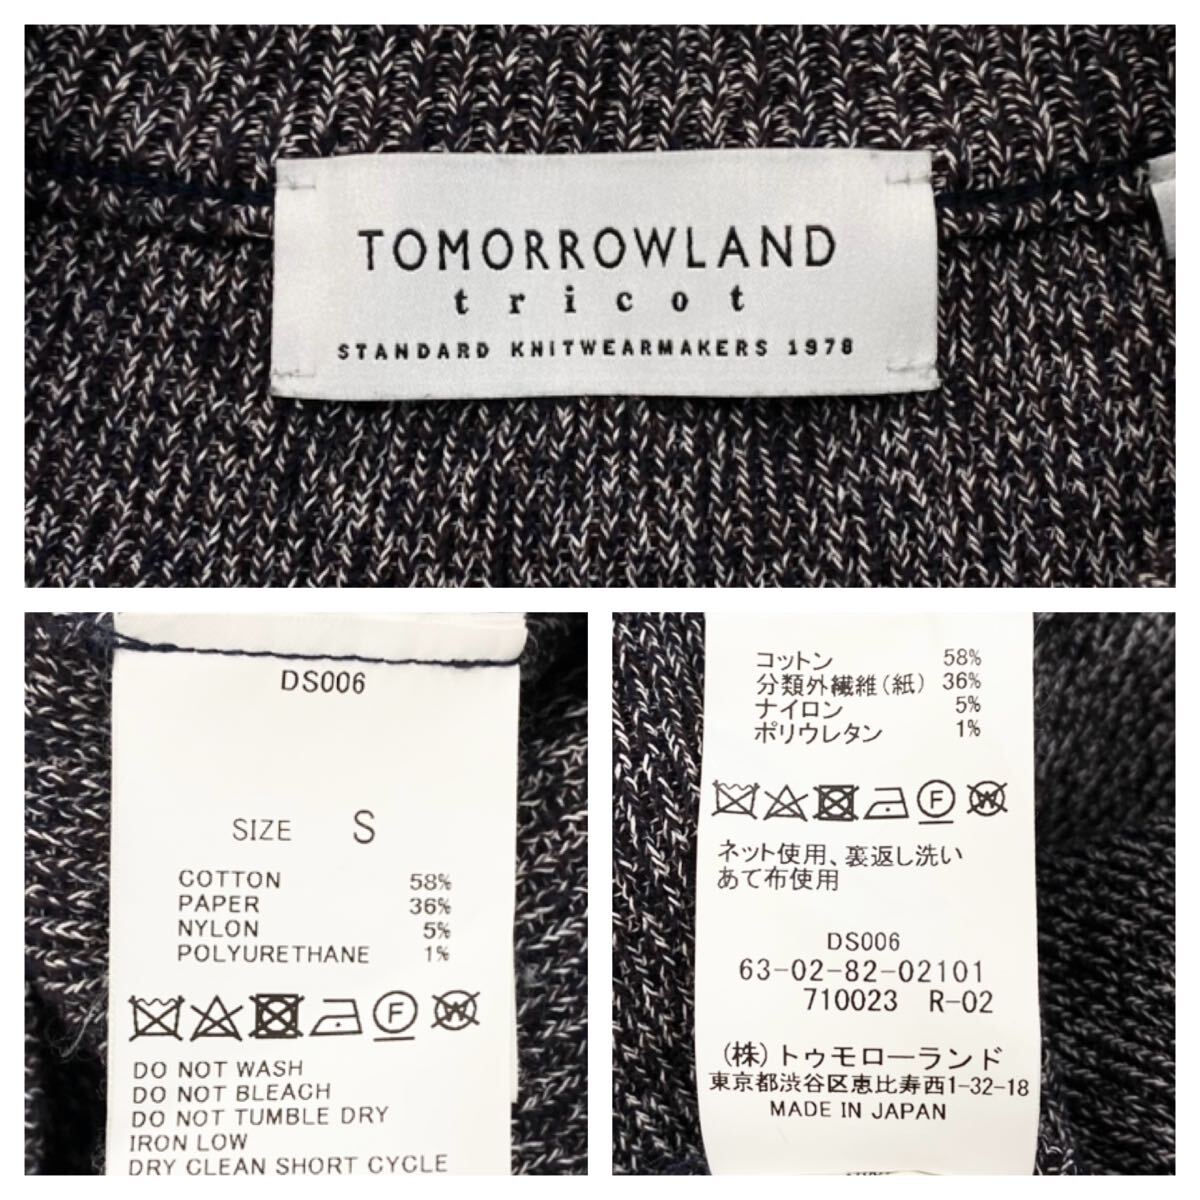 TOMORROWLAND
tricot
STANDARD KNITWEARMAKERS 1978
DS006
SIZE S
COTTON 58%
PAPER 36%
NYLON 5%
POLYURETHANE 1%
F W
DO NOT WASH
DO NOT BLEACH
DO NOT TUMBLE DRY
IRON LOW
DRY CLEAN SHORT CYCLE
コットン 58%
分類外繊維(紙) 36%
ナイロン 5%
ポリウレタン 1%
F W
ネット使用、裏返し洗い
あて布使用
DS006
63-02-82-02101
710023 R-02
(株)トゥモローランド
東京都渋谷区恵比寿西1-32-18
MADE IN JAPAN